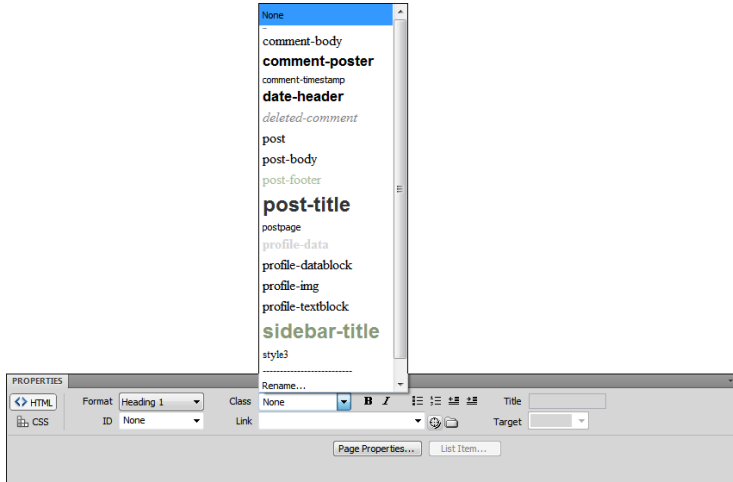 None
comment-body
comment-poster
comment-timestamp
date-header
deleted-comment
post
post-body
post-footer
post-title
postpage
profile-data
profile-datablock
profile-img
profile-textblock
sidebar-title
style3
--------------------------
Rename...
PROPERTIES
<> HTML Format Heading 1 Class None B I Title
CSS ID None Link Target
Page Properties... List Item...